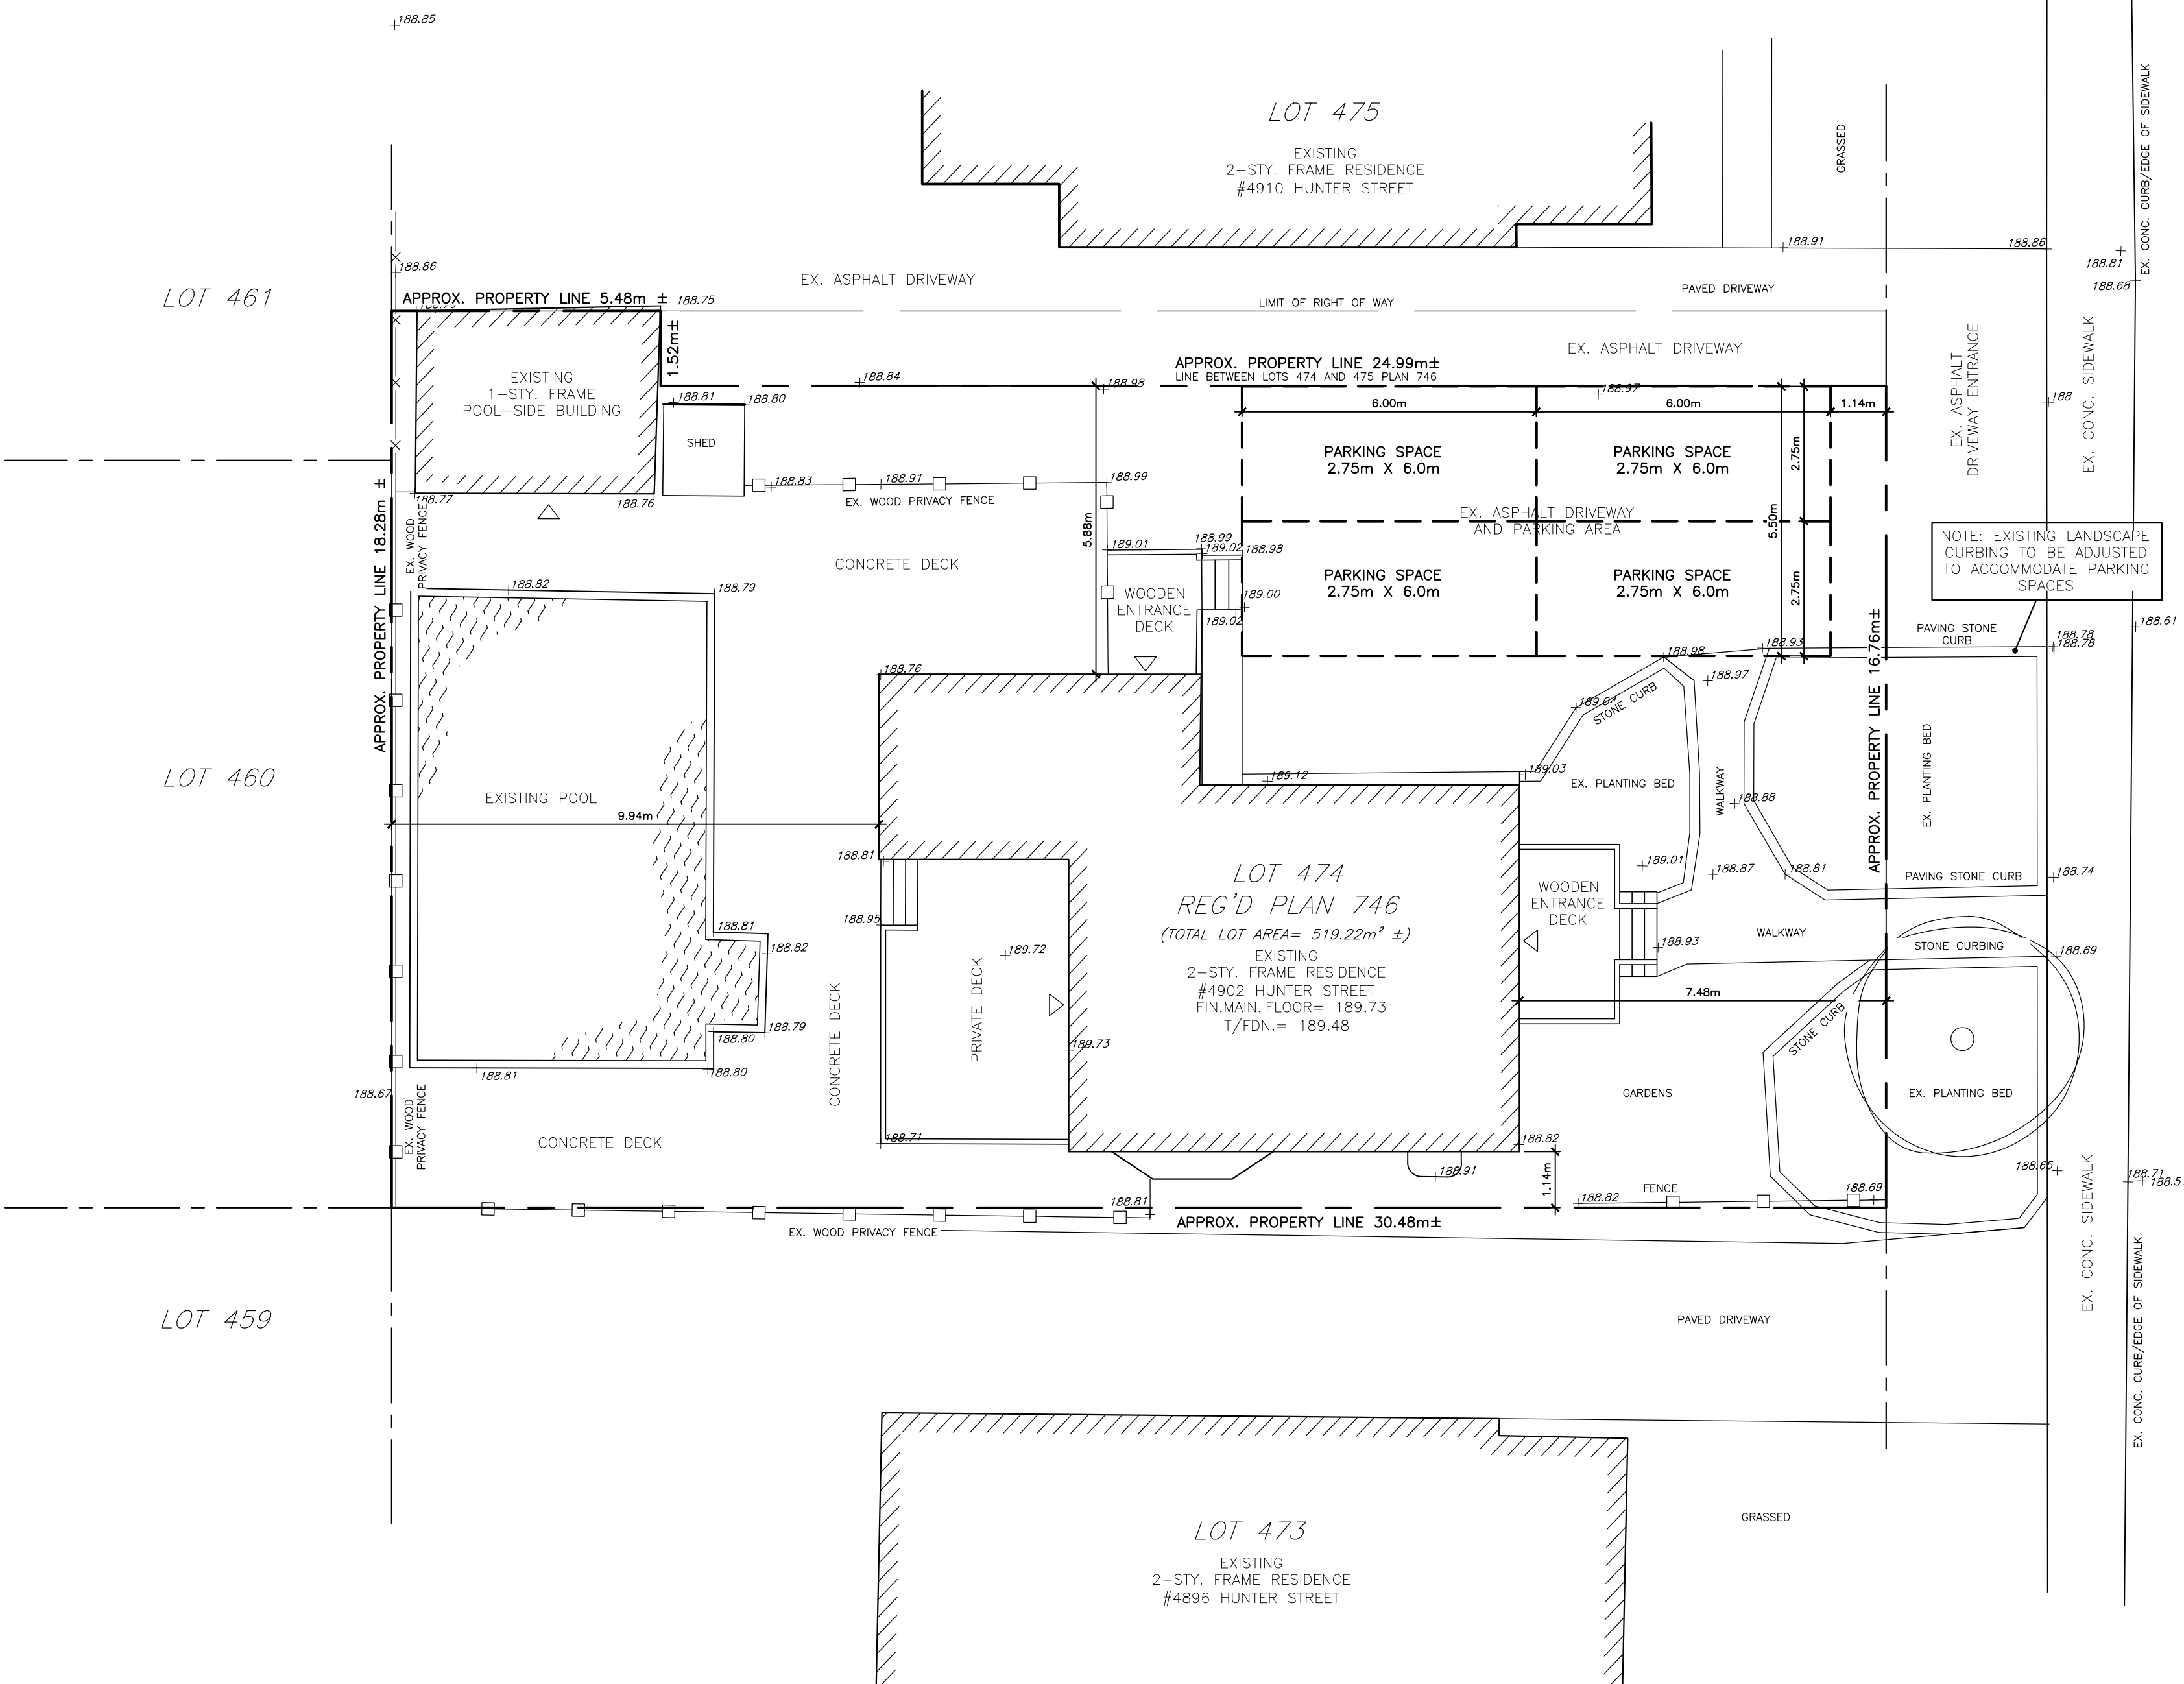 188.85
LOT 475
EXISTING
2-STY. FRAME RESIDENCE
#4910 HUNTER STREET
GRASSED
EX. CONC. CURB/EDGE OF SIDEWALK
188.91
188.86
188.81
188.68
188.86
LOT 461
APPROX. PROPERTY LINE 5.48m ±
188.75
EX. ASPHALT DRIVEWAY
LIMIT OF RIGHT OF WAY
PAVED DRIVEWAY
1.52m±
EX. ASPHALT DRIVEWAY
EX. ASPHALT
DRIVEWAY ENTRANCE
EX. CONC. SIDEWALK
APPROX. PROPERTY LINE 24.99m±
LINE BETWEEN LOTS 474 AND 475 PLAN 746
EXISTING
1-STY. FRAME
POOL-SIDE BUILDING
188.84
188.98
188.97
188.81
188.80
6.00m
6.00m
1.14m
188.
SHED
PARKING SPACE
2.75m X 6.0m
PARKING SPACE
2.75m X 6.0m
2.75m
188.83
188.91
188.99
188.77
188.76
EX. WOOD PRIVACY FENCE
APPROX. PROPERTY LINE 18.28m ±
EX. WOOD
PRIVACY FENCE
5.88m
EX. ASPHALT DRIVEWAY
AND PARKING AREA
5.50m
NOTE: EXISTING LANDSCAPE
CURBING TO BE ADJUSTED
TO ACCOMMODATE PARKING
SPACES
CONCRETE DECK
189.01
188.99
189.02
188.98
188.82
188.79
WOODEN
ENTRANCE
DECK
189.00
189.02
PARKING SPACE
2.75m X 6.0m
PARKING SPACE
2.75m X 6.0m
2.75m
188.61
PAVING STONE
CURB
188.78
188.78
188.93
188.98
188.76
188.97
189.07
STONE CURB
APPROX. PROPERTY LINE 16.76m±
LOT 460
EXISTING POOL
9.94m
189.12
189.03
EX. PLANTING BED
WALKWAY
188.88
EX. PLANTING BED
188.81
LOT 474
REG'D PLAN 746
(TOTAL LOT AREA= 519.22m² ±)
EXISTING
2-STY. FRAME RESIDENCE
#4902 HUNTER STREET
FIN.MAIN.FLOOR= 189.73
T/FDN.= 189.48
189.01
188.87
188.81
PAVING STONE CURB
188.74
WOODEN
ENTRANCE
DECK
188.95
188.81
188.82
189.72
188.93
WALKWAY
STONE CURBING
188.69
7.48m
PRIVATE DECK
CONCRETE DECK
188.79
188.80
189.73
STONE CURB
188.81
188.80
188.67
EX. WOOD
PRIVACY FENCE
GARDENS
EX. PLANTING BED
CONCRETE DECK
188.71
188.82
188.91
1.14m
188.65
188.71
188.5
188.81
188.82
FENCE
188.69
APPROX. PROPERTY LINE 30.48m±
EX. WOOD PRIVACY FENCE
EX. CONC. SIDEWALK
EX. CONC. CURB/EDGE OF SIDEWALK
LOT 459
PAVED DRIVEWAY
LOT 473
EXISTING
2-STY. FRAME RESIDENCE
#4896 HUNTER STREET
GRASSED